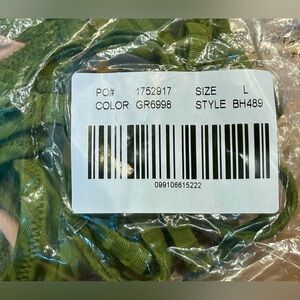 PO# 1752917 SIZE L
COLOR GR6998 STYLE BH489
099106615222